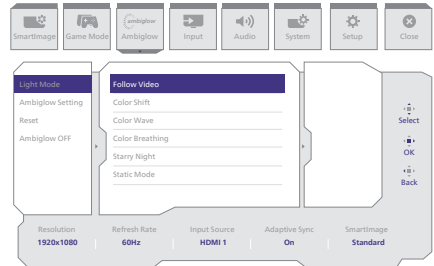 SmartImage
Game Mode
ambiglow
Ambiglow
Input
Audio
System
Setup
Close
Light Mode
Ambiglow Setting
Reset
Ambiglow OFF
Follow Video
Color Shift
Color Wave
Color Breathing
Starry Night
Static Mode
Select
OK
Back
Resolution Refresh Rate Input Source Adaptive Sync SmartImage
1920x1080 60Hz HDMI 1 On Standard